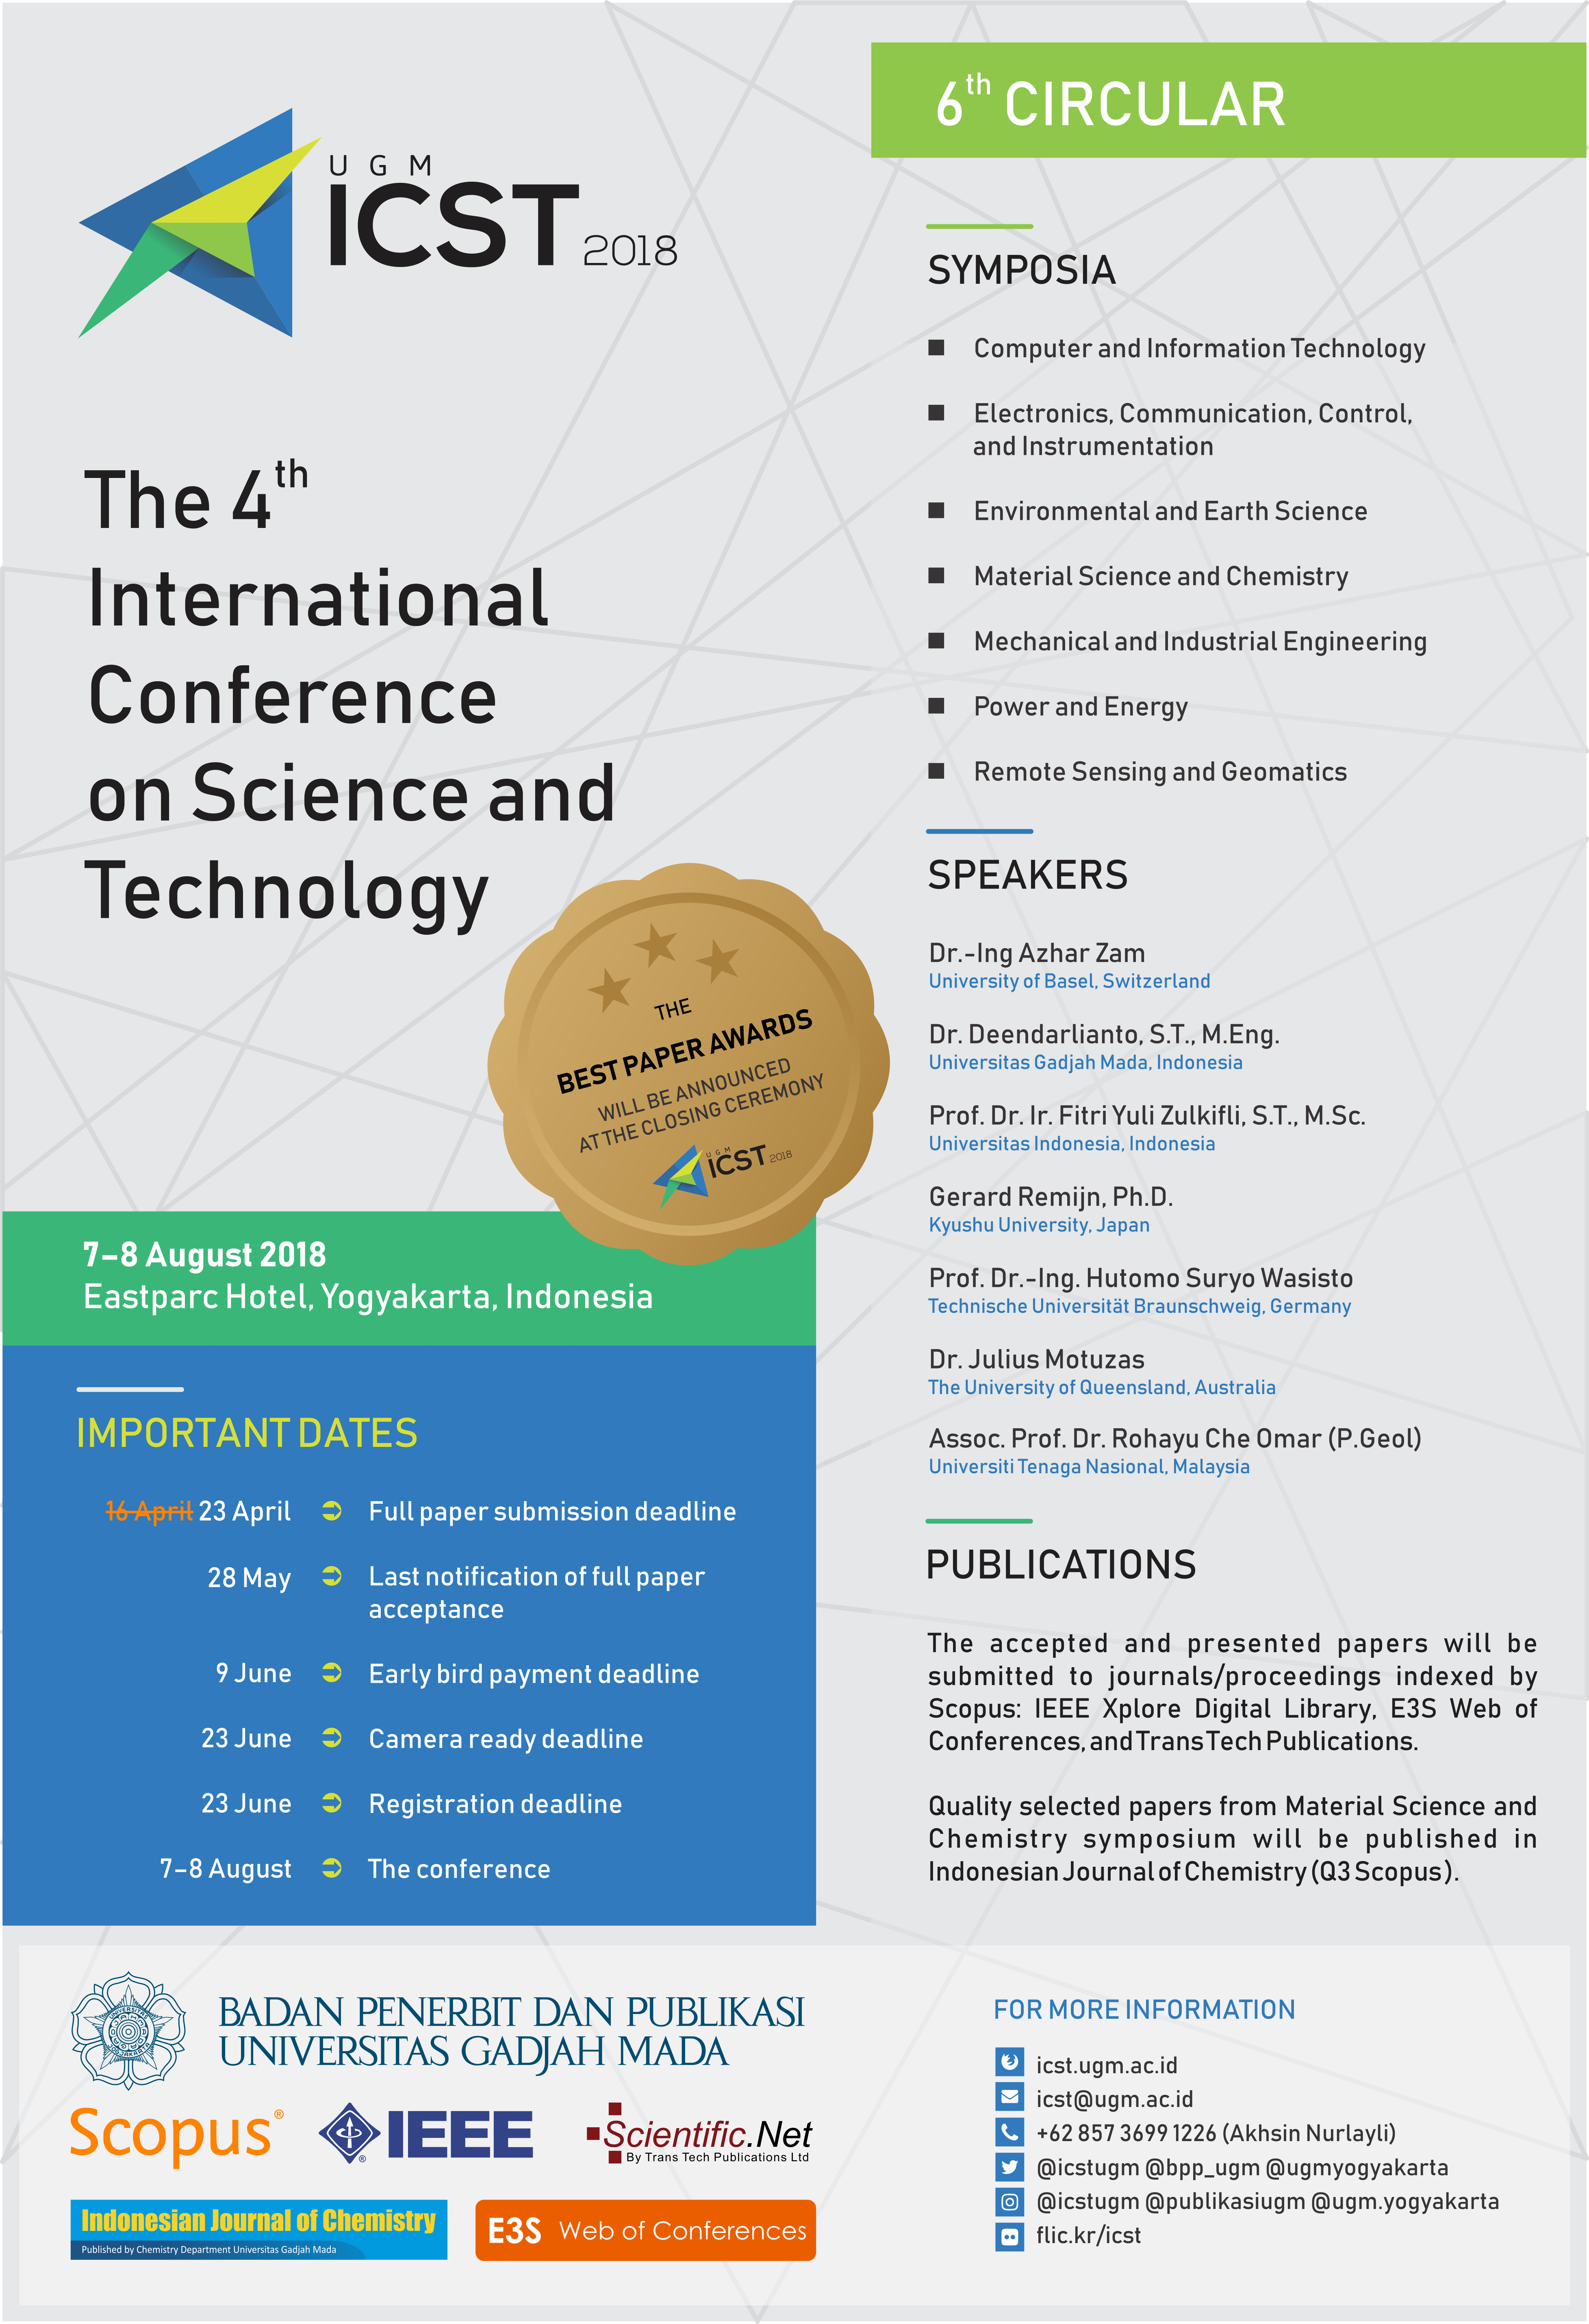 6th CIRCULAR
UGM
ICST 2018
The 4th
International
Conference
on Science and
Technology
THE
BEST PAPER AWARDS
WILL BE ANNOUNCED
AT THE CLOSING CEREMONY
UGM
ICST 2018
7–8 August 2018
Eastparc Hotel, Yogyakarta, Indonesia
IMPORTANT DATES
16 April 23 April Full paper submission deadline
28 May Last notification of full paper
acceptance
9 June Early bird payment deadline
23 June Camera ready deadline
23 June Registration deadline
7–8 August The conference
SYMPOSIA
Computer and Information Technology
Electronics, Communication, Control,
and Instrumentation
Environmental and Earth Science
Material Science and Chemistry
Mechanical and Industrial Engineering
Power and Energy
Remote Sensing and Geomatics
SPEAKERS
Dr.-Ing Azhar Zam
University of Basel, Switzerland
Dr. Deendarlianto, S.T., M.Eng.
Universitas Gadjah Mada, Indonesia
Prof. Dr. Ir. Fitri Yuli Zulkifli, S.T., M.Sc.
Universitas Indonesia, Indonesia
Gerard Remijn, Ph.D.
Kyushu University, Japan
Prof. Dr.-Ing. Hutomo Suryo Wasisto
Technische Universität Braunschweig, Germany
Dr. Julius Motuzas
The University of Queensland, Australia
Assoc. Prof. Dr. Rohayu Che Omar (P.Geol)
Universiti Tenaga Nasional, Malaysia
PUBLICATIONS
The accepted and presented papers will be
submitted to journals/proceedings indexed by
Scopus: IEEE Xplore Digital Library, E3S Web of
Conferences, and Trans Tech Publications.
Quality selected papers from Material Science and
Chemistry symposium will be published in
Indonesian Journal of Chemistry (Q3 Scopus).
BADAN PENERBIT DAN PUBLIKASI
UNIVERSITAS GADJAH MADA
Scopus®
IEEE®
Scientific.Net
By Trans Tech Publications Ltd
Indonesian Journal of Chemistry
Published by Chemistry Department Universitas Gadjah Mada
E3S Web of Conferences
FOR MORE INFORMATION
icst.ugm.ac.id
icst@ugm.ac.id
+62 857 3699 1226 (Akhsin Nurlayli)
@icstugm @bpp_ugm @ugmyogyakarta
@icstugm @publikasiugm @ugm.yogyakarta
flic.kr/icst